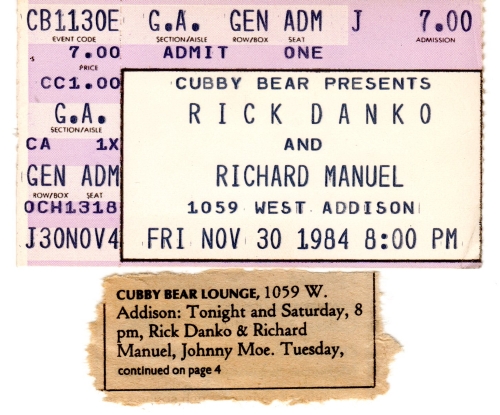 CB1130E G.A. GEN ADM J 7.00
EVENT CODE SECTION/AISLE ROW/BOX SEAT ADMISSION
7.00 ADMIT ONE
PRICE
CC1.00 CUBBY BEAR PRESENTS
G.A. RICK DANKO
SECTION/AISLE
CA 1X AND
GEN ADM RICHARD MANUEL
ROW/BOX SEAT
OCH1318 1059 WEST ADDISON
J30NOV4 FRI NOV 30 1984 8:00 PM
CUBBY BEAR LOUNGE, 1059 W.
Addison: Tonight and Saturday, 8
pm, Rick Danko & Richard
Manuel, Johnny Moe. Tuesday,
continued on page 4